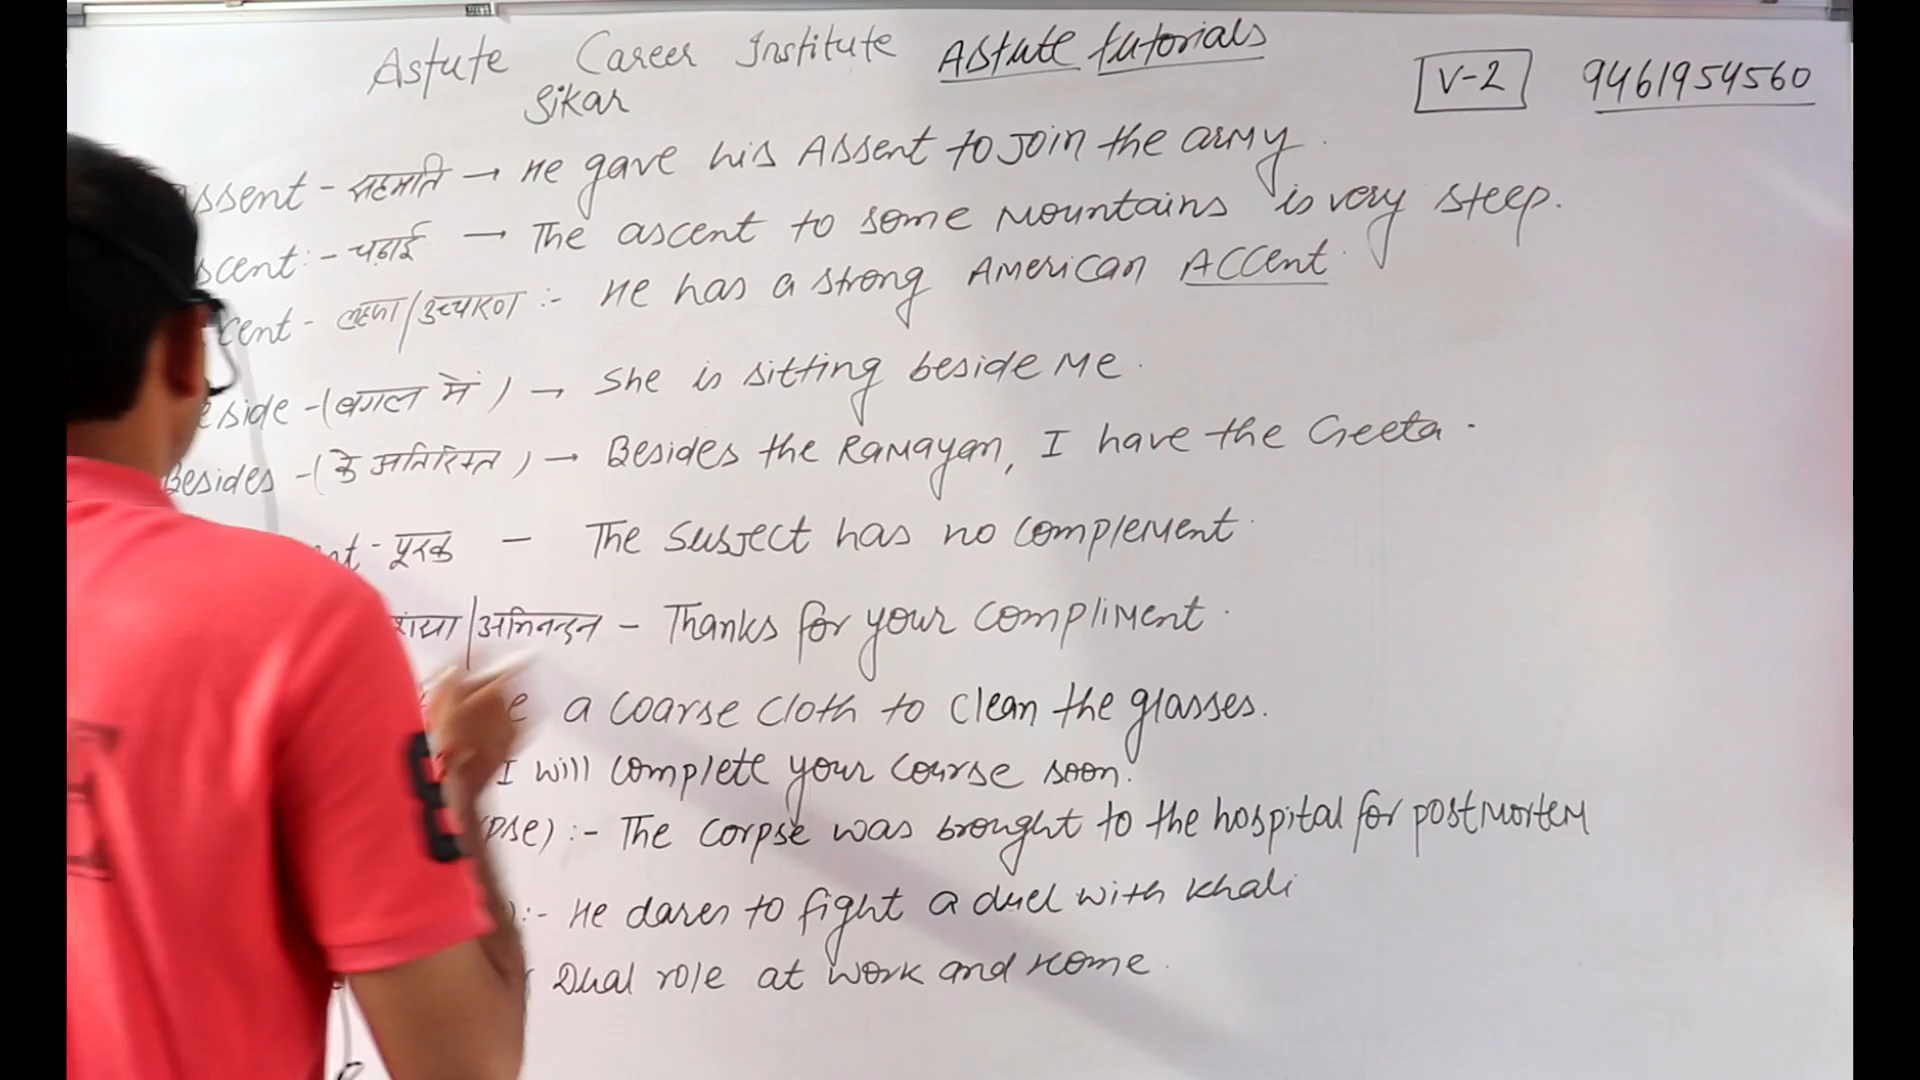 Astute Career Institute Astute tutorials V-2 9461954560
Sikar
ssent - सहमति → He gave his Assent to Join the army.
scent :- चढाई → The ascent to some mountains is very steep.
cent - लहजा/उच्चारण :- He has a strong American Accent.
eside - (बगल में) → She is sitting beside me.
Besides - (के अतिरिक्त) → Besides the Ramayan, I have the Geeta.
nt - पूरक - The subject has no complement.
शंसा/अभिनन्दन - Thanks for your compliment.
e a coarse cloth to clean the glasses.
I will complete your course soon.
pse) :- The corpse was brought to the hospital for postmortem
) :- He dares to fight a duel with Khali
Dual role at work and home.